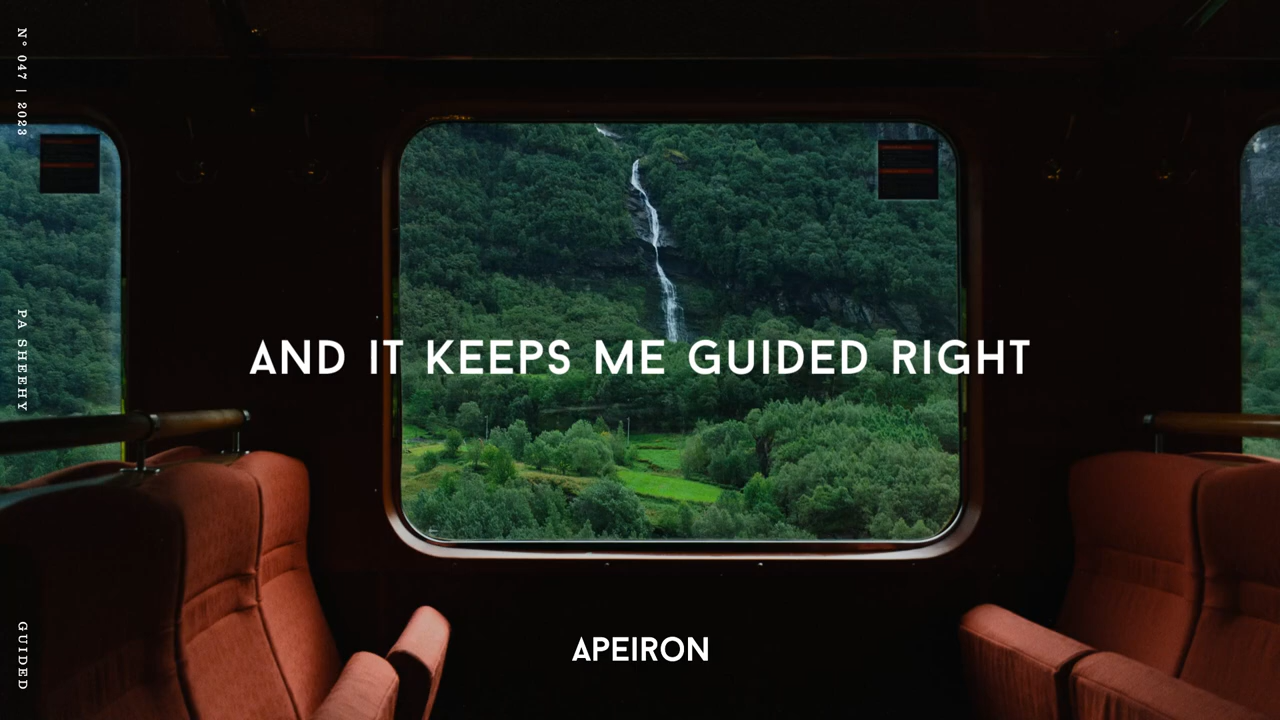 N° 047 | 2023
PA SHEEHY
GUIDED
AND IT KEEPS ME GUIDED RIGHT
APEIRON